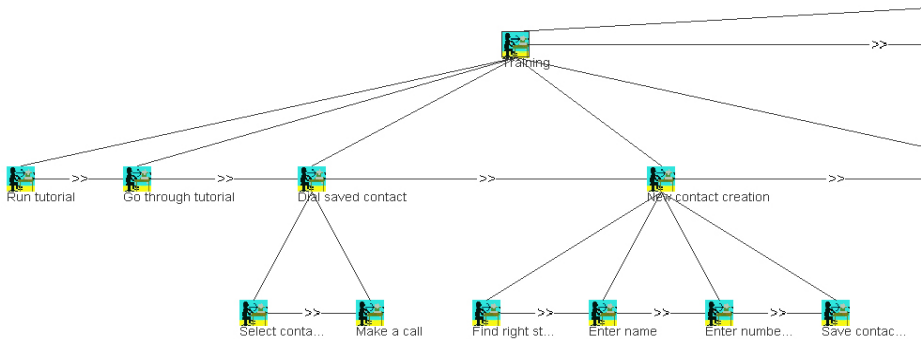 >>
Training
>>
>>
>>
>>
Run tutorial
Go through tutorial
Dial saved contact
New contact creation
>>
>>
>>
>>
Select conta...
Make a call
Find right st...
Enter name
Enter numbe...
Save contac...